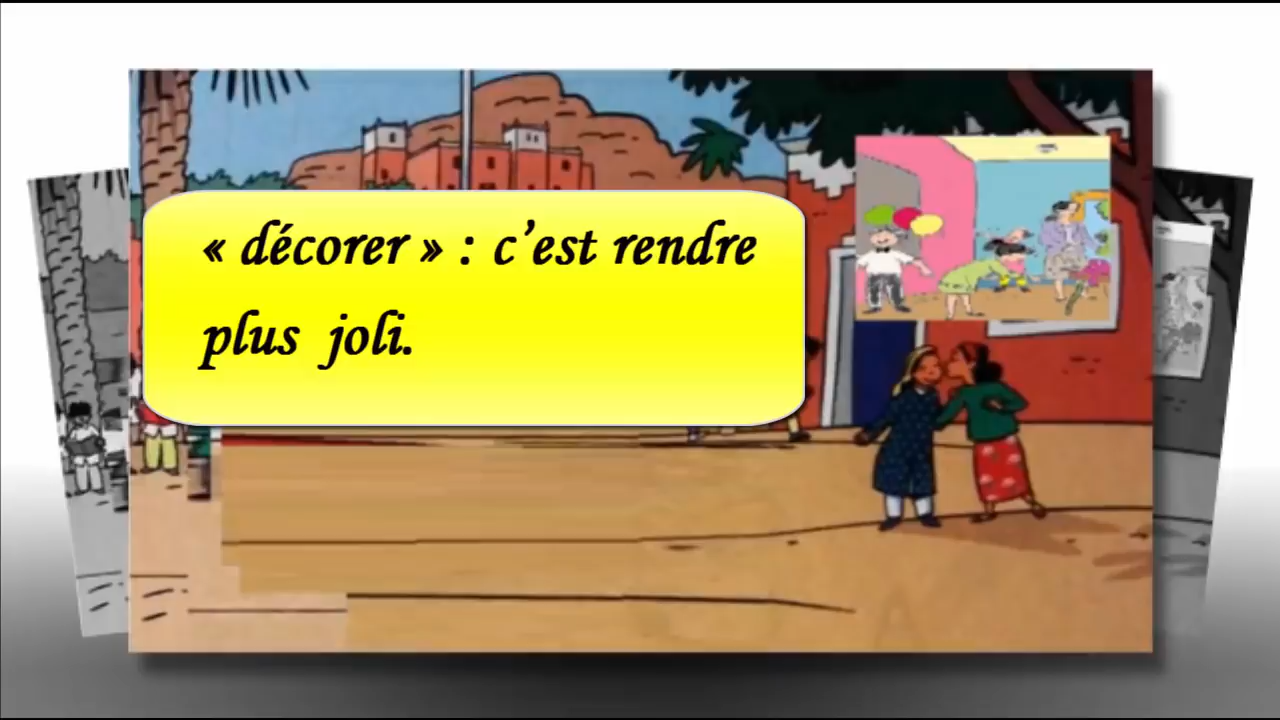 « décorer » : c’est rendre
plus joli.